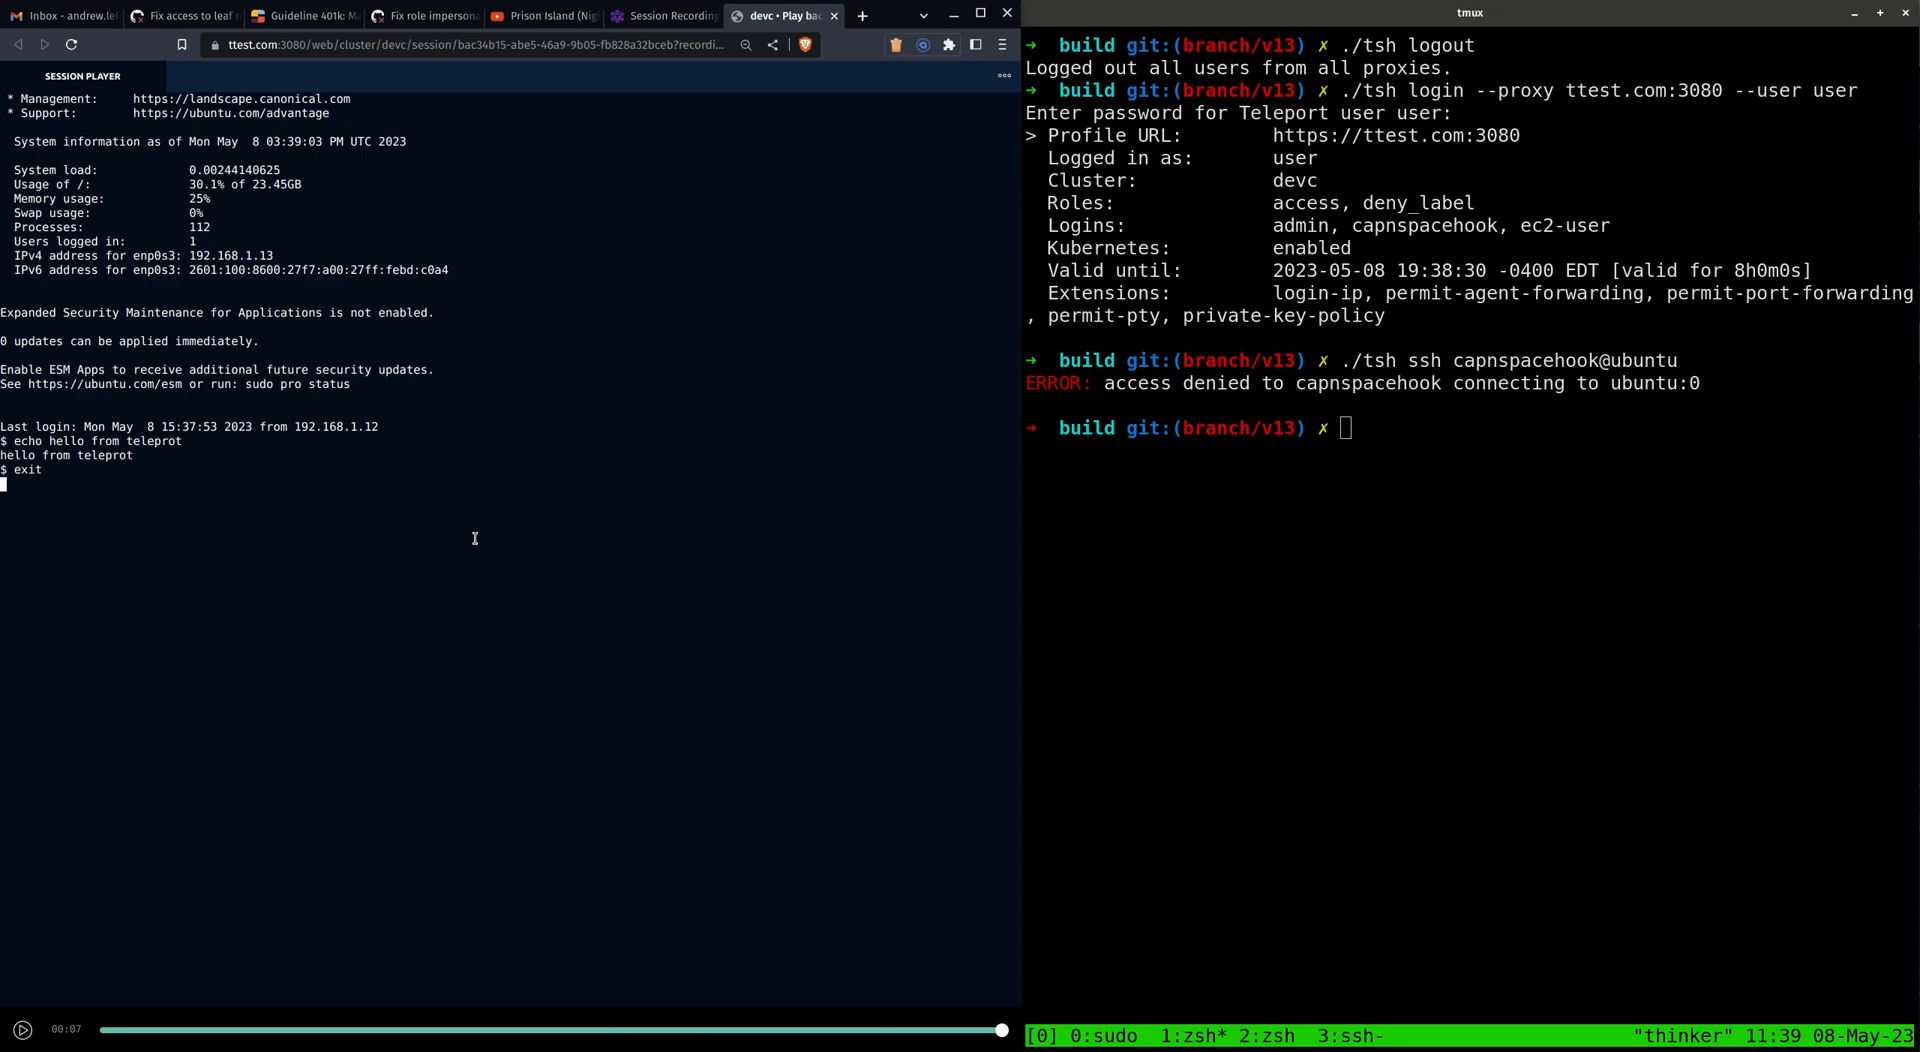 Inbox - andrew.lef
Fix access to leaf r
Guideline 401k: Ma
Fix role impersona
Prison Island (Nig
Session Recording
devc • Play bac
ttest.com:3080/web/cluster/devc/session/bac34b15-abe5-46a9-9b05-fb828a32bceb?recordi...
SESSION PLAYER
* Management: https://landscape.canonical.com
* Support: https://ubuntu.com/advantage
System information as of Mon May 8 03:39:03 PM UTC 2023
System load: 0.00244140625
Usage of /: 30.1% of 23.45GB
Memory usage: 25%
Swap usage: 0%
Processes: 112
Users logged in: 1
IPv4 address for enp0s3: 192.168.1.13
IPv6 address for enp0s3: 2601:100:8600:27f7:a00:27ff:febd:c0a4
Expanded Security Maintenance for Applications is not enabled.
0 updates can be applied immediately.
Enable ESM Apps to receive additional future security updates.
See https://ubuntu.com/esm or run: sudo pro status
Last login: Mon May 8 15:37:53 2023 from 192.168.1.12
$ echo hello from teleprot
hello from teleprot
$ exit
00:07
tmux
➜ build git:(branch/v13) ✗ ./tsh logout
Logged out all users from all proxies.
➜ build git:(branch/v13) ✗ ./tsh login --proxy ttest.com:3080 --user user
Enter password for Teleport user user:
> Profile URL: https://ttest.com:3080
Logged in as: user
Cluster: devc
Roles: access, deny_label
Logins: admin, capnspacehook, ec2-user
Kubernetes: enabled
Valid until: 2023-05-08 19:38:30 -0400 EDT [valid for 8h0m0s]
Extensions: login-ip, permit-agent-forwarding, permit-port-forwarding
, permit-pty, private-key-policy
➜ build git:(branch/v13) ✗ ./tsh ssh capnspacehook@ubuntu
ERROR: access denied to capnspacehook connecting to ubuntu:0
➜ build git:(branch/v13) ✗
[0] 0:sudo 1:zsh* 2:zsh 3:ssh- "thinker" 11:39 08-May-23